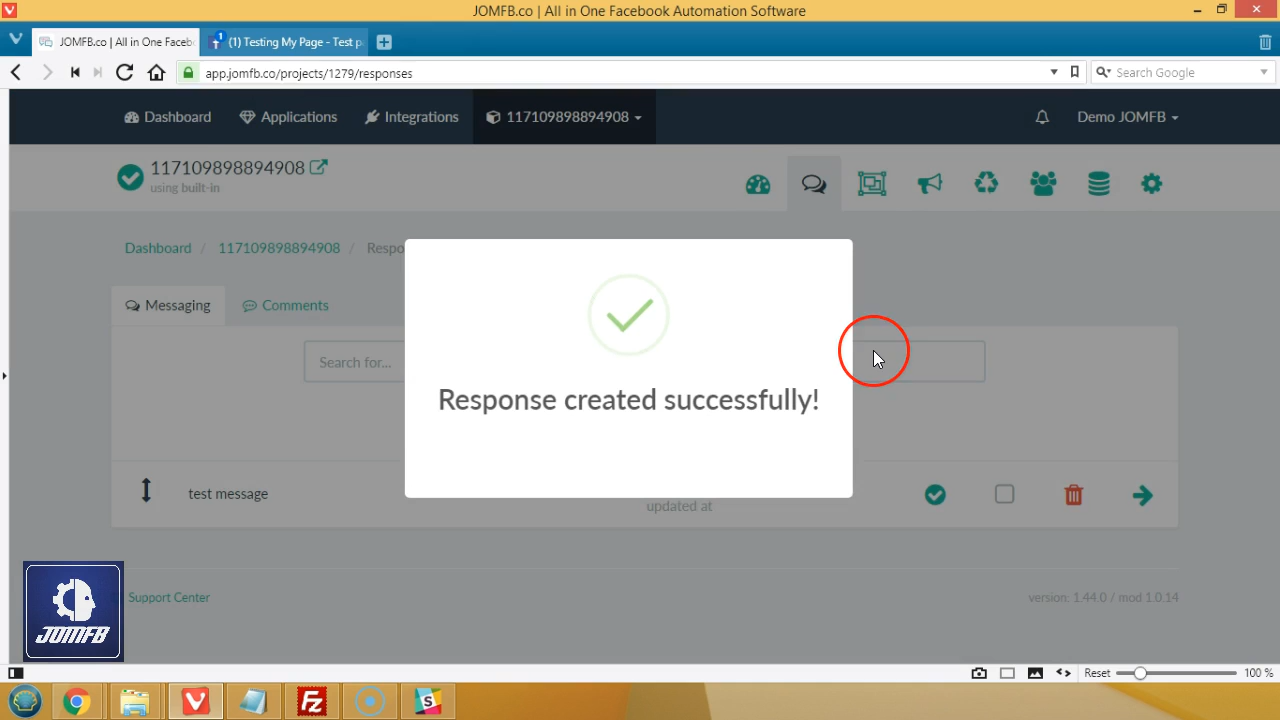 JOMFB.co | All in One Facebook Automation Software
JOMFB.co | All in One Faceb
1
(1) Testing My Page - Test p
app.jomfb.co/projects/1279/responses
Search Google
Dashboard
Applications
Integrations
117109898894908
Demo JOMFB
117109898894908
using built-in
Dashboard / 117109898894908 / Respo
Messaging
Comments
Search for...
Response created successfully!
test message
updated at
JOMFB
Support Center
version: 1.44.0 / mod 1.0.14
Reset
100 %